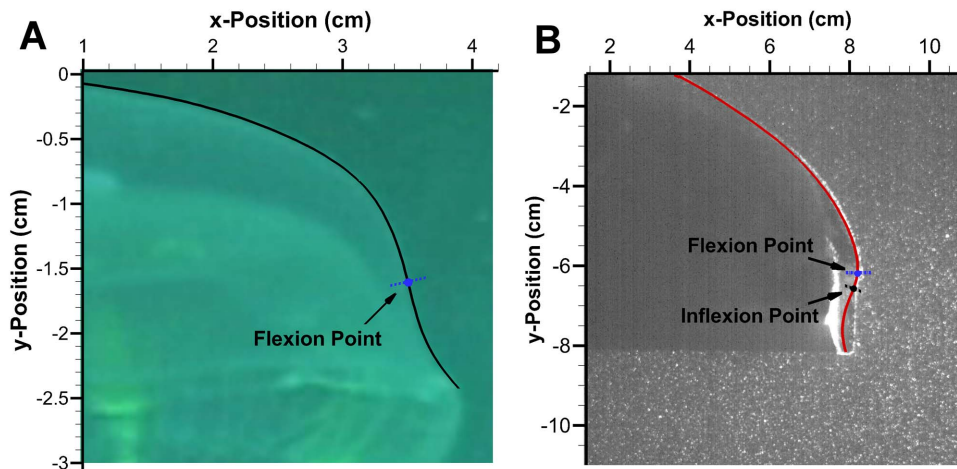 A
x-Position (cm)
1 2 3 4
y-Position (cm)
0
-0.5
-1
-1.5
-2
-2.5
-3
Flexion Point
B
x-Position (cm)
2 4 6 8 10
y-Position (cm)
-2
-4
-6
-8
-10
Flexion Point
Inflexion Point